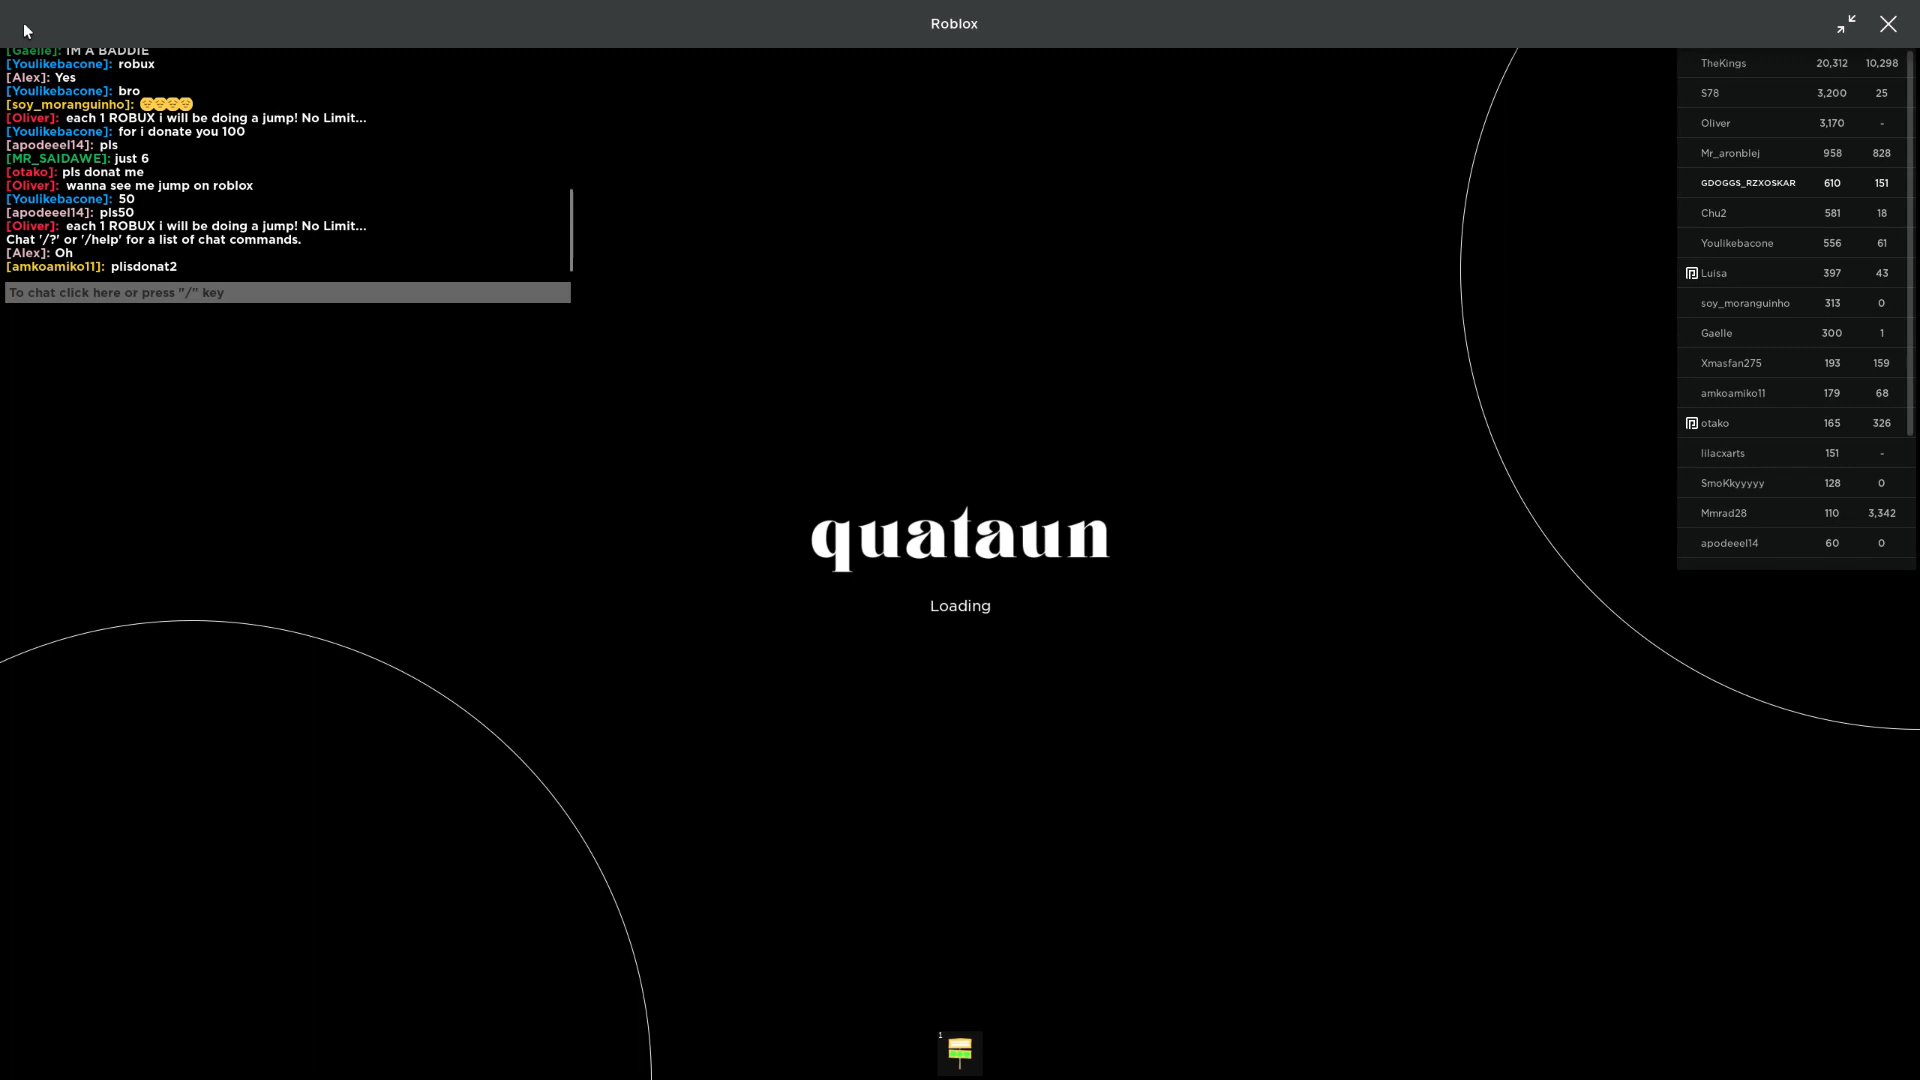 Roblox
[Gaelle]: IM A BADDIE
[Youlikebacone]: robux
[Alex]: Yes
[Youlikebacone]: bro
[soy_moranguinho]: 😔😔😔😔
[Oliver]: each 1 ROBUX i will be doing a jump! No Limit...
[Youlikebacone]: for i donate you 100
[apodeeel14]: pls
[MR_SAIDAWE]: just 6
[otako]: pls donat me
[Oliver]: wanna see me jump on roblox
[Youlikebacone]: 50
[apodeeel14]: pls50
[Oliver]: each 1 ROBUX i will be doing a jump! No Limit...
Chat '/?' or '/help' for a list of chat commands.
[Alex]: Oh
[amkoamiko11]: plisdonat2
To chat click here or press "/" key
TheKings 20,312 10,298
S78 3,200 25
Oliver 3,170 -
Mr_aronblej 958 828
GDOGGS_RZXOSKAR 610 151
Chu2 581 18
Youlikebacone 556 61
Luisa 397 43
soy_moranguinho 313 0
Gaelle 300 1
Xmasfan275 193 159
amkoamiko11 179 68
otako 165 326
lilacxarts 151 -
SmoKkyyyyy 128 0
Mmrad28 110 3,342
apodeeel14 60 0
quataun
Loading
1